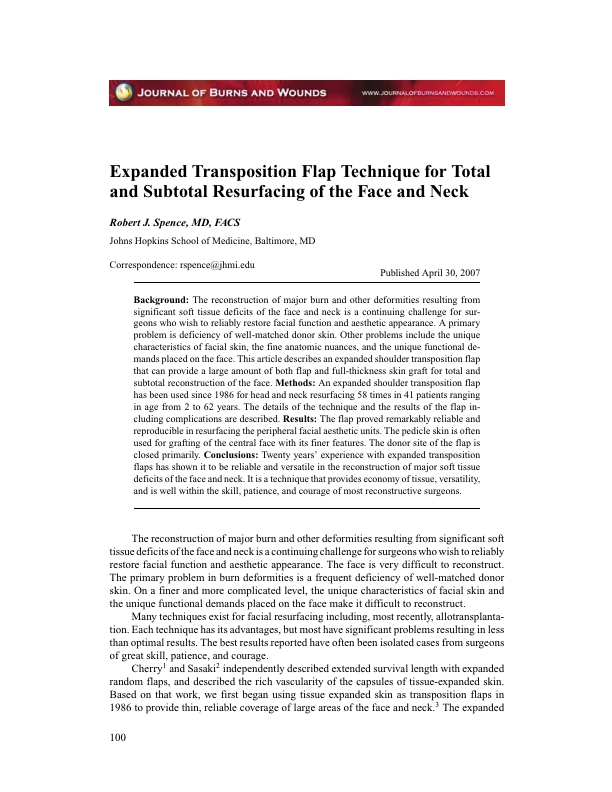 JOURNAL OF BURNS AND WOUNDS WWW.JOURNALOFBURNSANDWOUNDS.COM
Expanded Transposition Flap Technique for Total
and Subtotal Resurfacing of the Face and Neck
Robert J. Spence, MD, FACS
Johns Hopkins School of Medicine, Baltimore, MD
Correspondence: rspence@jhmi.edu
Published April 30, 2007
Background: The reconstruction of major burn and other deformities resulting from
significant soft tissue deficits of the face and neck is a continuing challenge for sur-
geons who wish to reliably restore facial function and aesthetic appearance. A primary
problem is deficiency of well-matched donor skin. Other problems include the unique
characteristics of facial skin, the fine anatomic nuances, and the unique functional de-
mands placed on the face. This article describes an expanded shoulder transposition flap
that can provide a large amount of both flap and full-thickness skin graft for total and
subtotal reconstruction of the face. Methods: An expanded shoulder transposition flap
has been used since 1986 for head and neck resurfacing 58 times in 41 patients ranging
in age from 2 to 62 years. The details of the technique and the results of the flap in-
cluding complications are described. Results: The flap proved remarkably reliable and
reproducible in resurfacing the peripheral facial aesthetic units. The pedicle skin is often
used for grafting of the central face with its finer features. The donor site of the flap is
closed primarily. Conclusions: Twenty years' experience with expanded transposition
flaps has shown it to be reliable and versatile in the reconstruction of major soft tissue
deficits of the face and neck. It is a technique that provides economy of tissue, versatility,
and is well within the skill, patience, and courage of most reconstructive surgeons.
The reconstruction of major burn and other deformities resulting from significant soft
tissue deficits of the face and neck is a continuing challenge for surgeons who wish to reliably
restore facial function and aesthetic appearance. The face is very difficult to reconstruct.
The primary problem in burn deformities is a frequent deficiency of well-matched donor
skin. On a finer and more complicated level, the unique characteristics of facial skin and
the unique functional demands placed on the face make it difficult to reconstruct.
Many techniques exist for facial resurfacing including, most recently, allotransplanta-
tion. Each technique has its advantages, but most have significant problems resulting in less
than optimal results. The best results reported have often been isolated cases from surgeons
of great skill, patience, and courage.
Cherry1 and Sasaki2 independently described extended survival length with expanded
random flaps, and described the rich vascularity of the capsules of tissue-expanded skin.
Based on that work, we first began using tissue expanded skin as transposition flaps in
1986 to provide thin, reliable coverage of large areas of the face and neck.3 The expanded
100